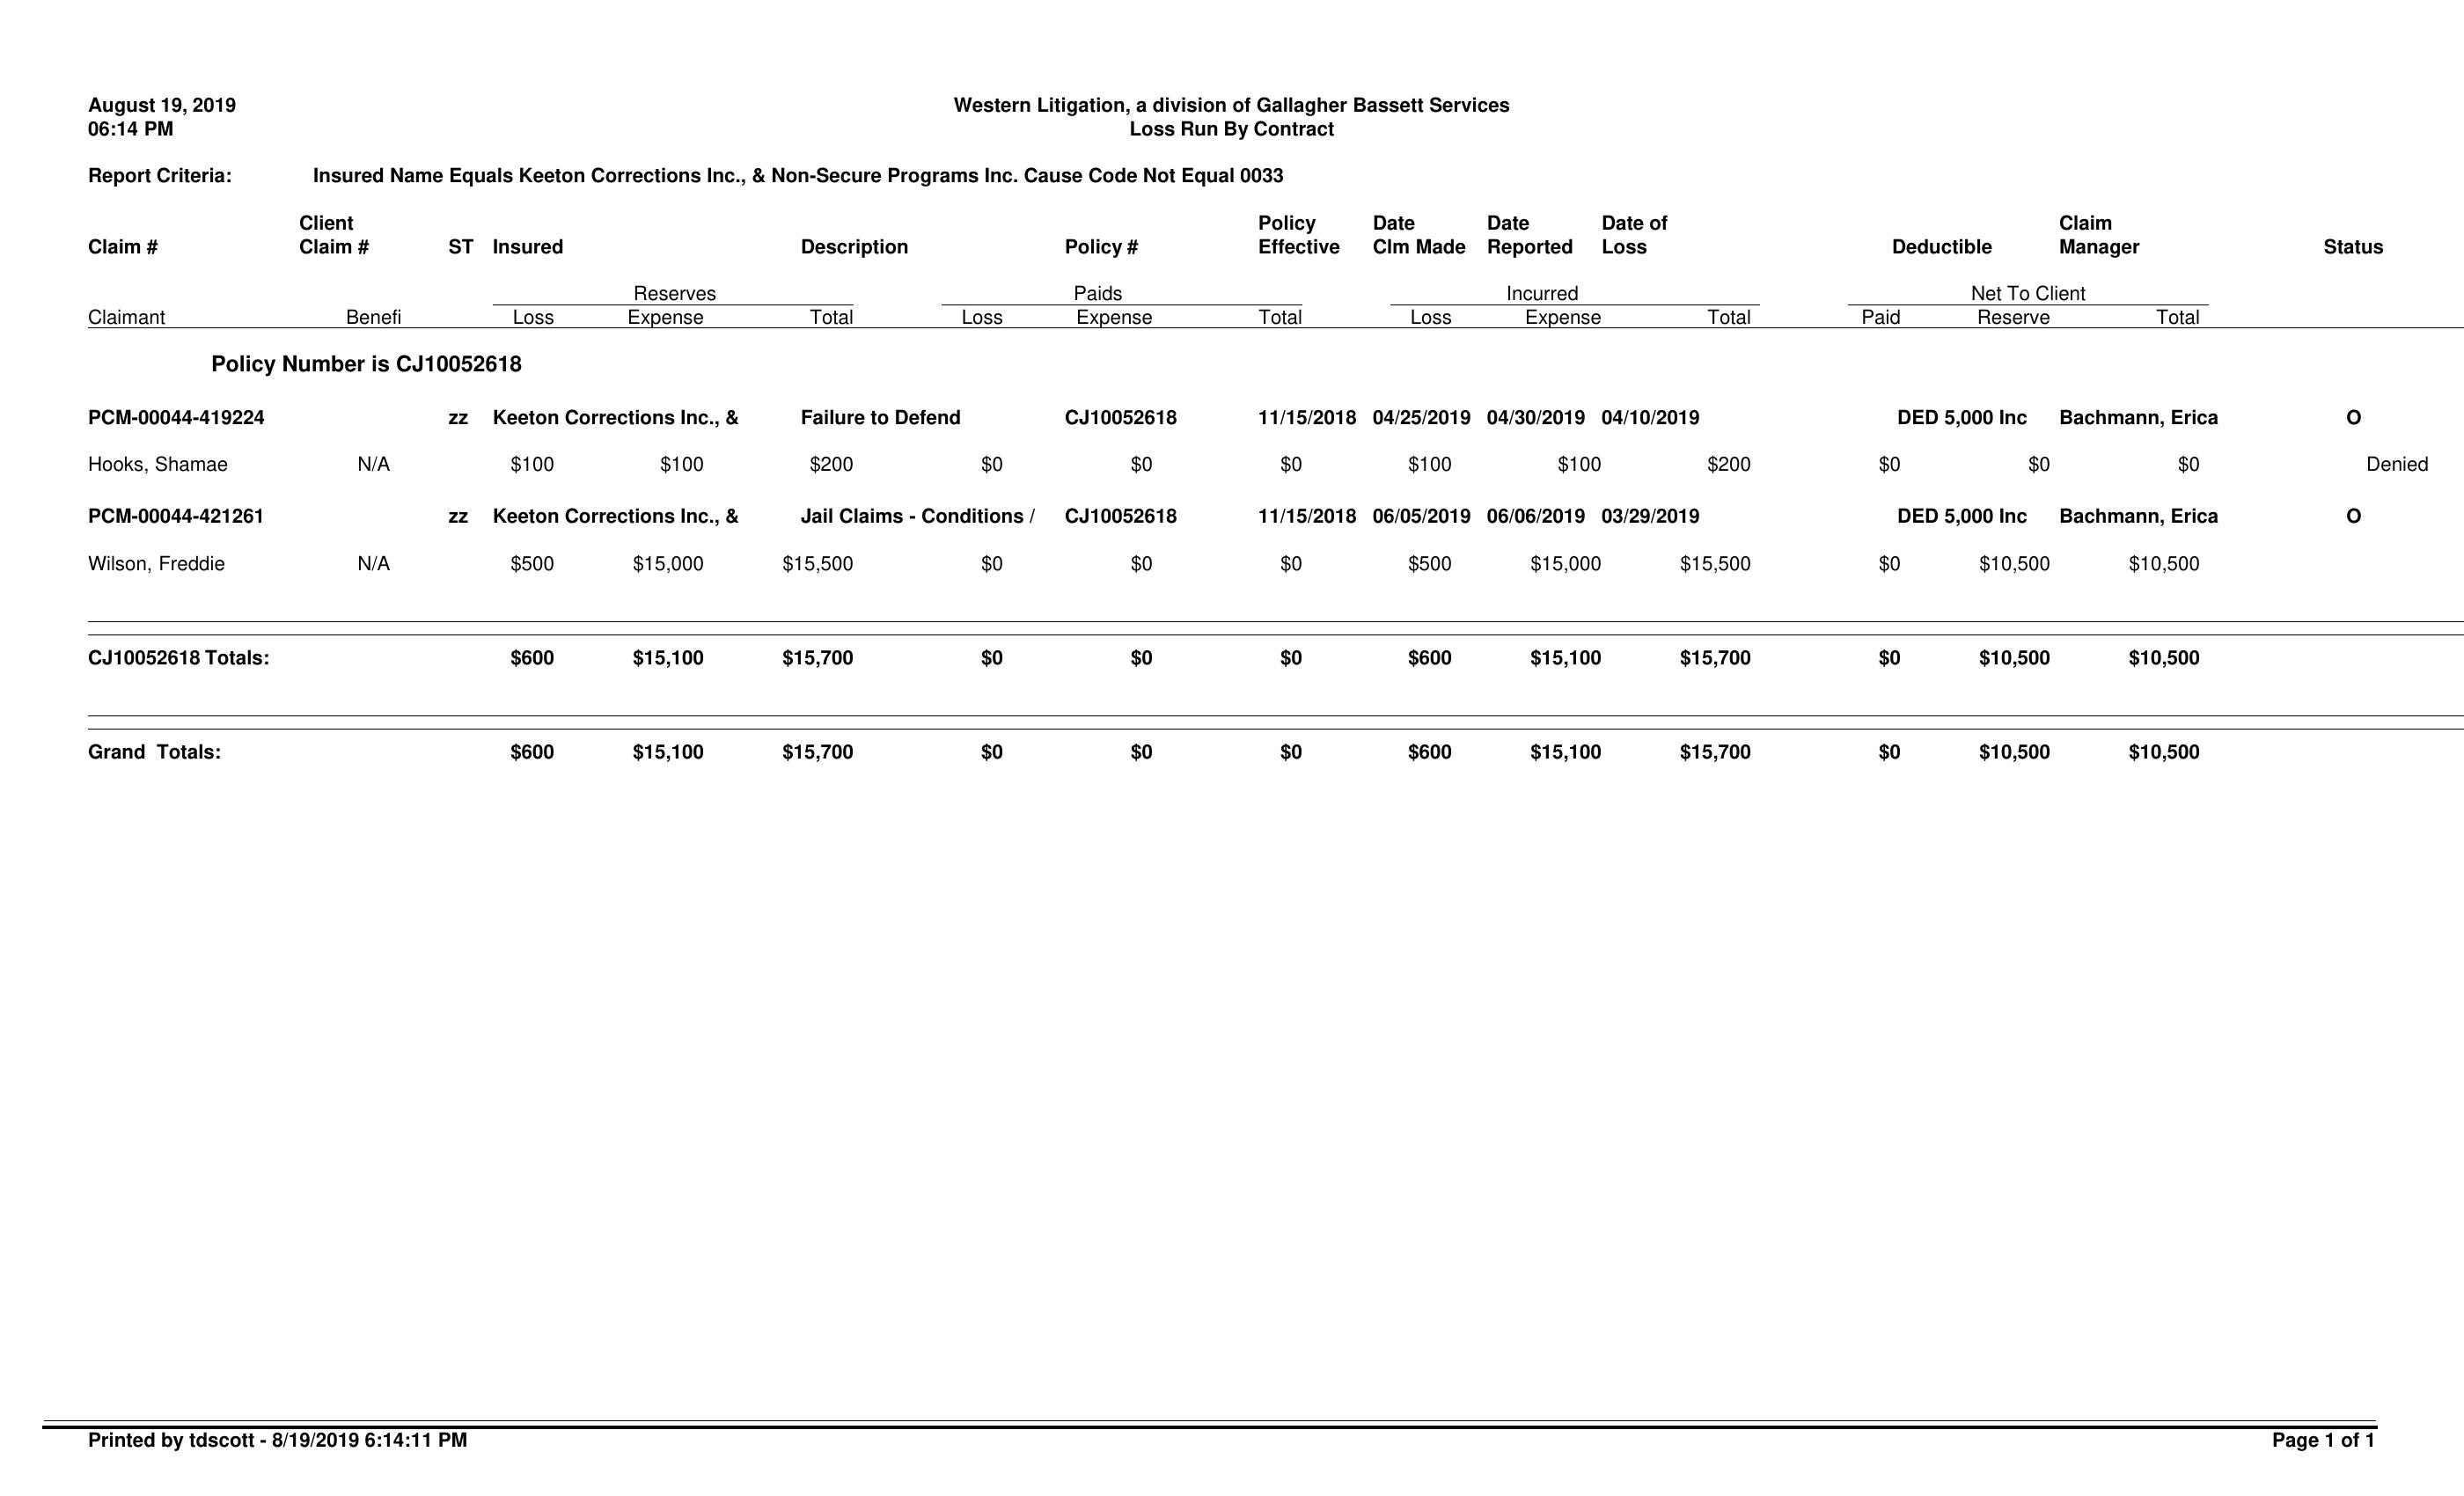 August 19, 2019 Western Litigation, a division of Gallagher Bassett Services
06:14 PM Loss Run By Contract
Report Criteria: Insured Name Equals Keeton Corrections Inc., & Non-Secure Programs Inc. Cause Code Not Equal 0033
Client Policy Date Date Date of Claim
Claim # Claim # ST Insured Description Policy # Effective Clm Made Reported Loss Deductible Manager Status
Reserves Paids Incurred Net To Client
Claimant Benefi Loss Expense Total Loss Expense Total Loss Expense Total Paid Reserve Total
Policy Number is CJ10052618
PCM-00044-419224 zz Keeton Corrections Inc., & Failure to Defend CJ10052618 11/15/2018 04/25/2019 04/30/2019 04/10/2019 DED 5,000 Inc Bachmann, Erica O
Hooks, Shamae N/A $100 $100 $200 $0 $0 $0 $100 $100 $200 $0 $0 $0 Denied
PCM-00044-421261 zz Keeton Corrections Inc., & Jail Claims - Conditions / CJ10052618 11/15/2018 06/05/2019 06/06/2019 03/29/2019 DED 5,000 Inc Bachmann, Erica O
Wilson, Freddie N/A $500 $15,000 $15,500 $0 $0 $0 $500 $15,000 $15,500 $0 $10,500 $10,500
CJ10052618 Totals: $600 $15,100 $15,700 $0 $0 $0 $600 $15,100 $15,700 $0 $10,500 $10,500
Grand Totals: $600 $15,100 $15,700 $0 $0 $0 $600 $15,100 $15,700 $0 $10,500 $10,500
Printed by tdscott - 8/19/2019 6:14:11 PM Page 1 of 1